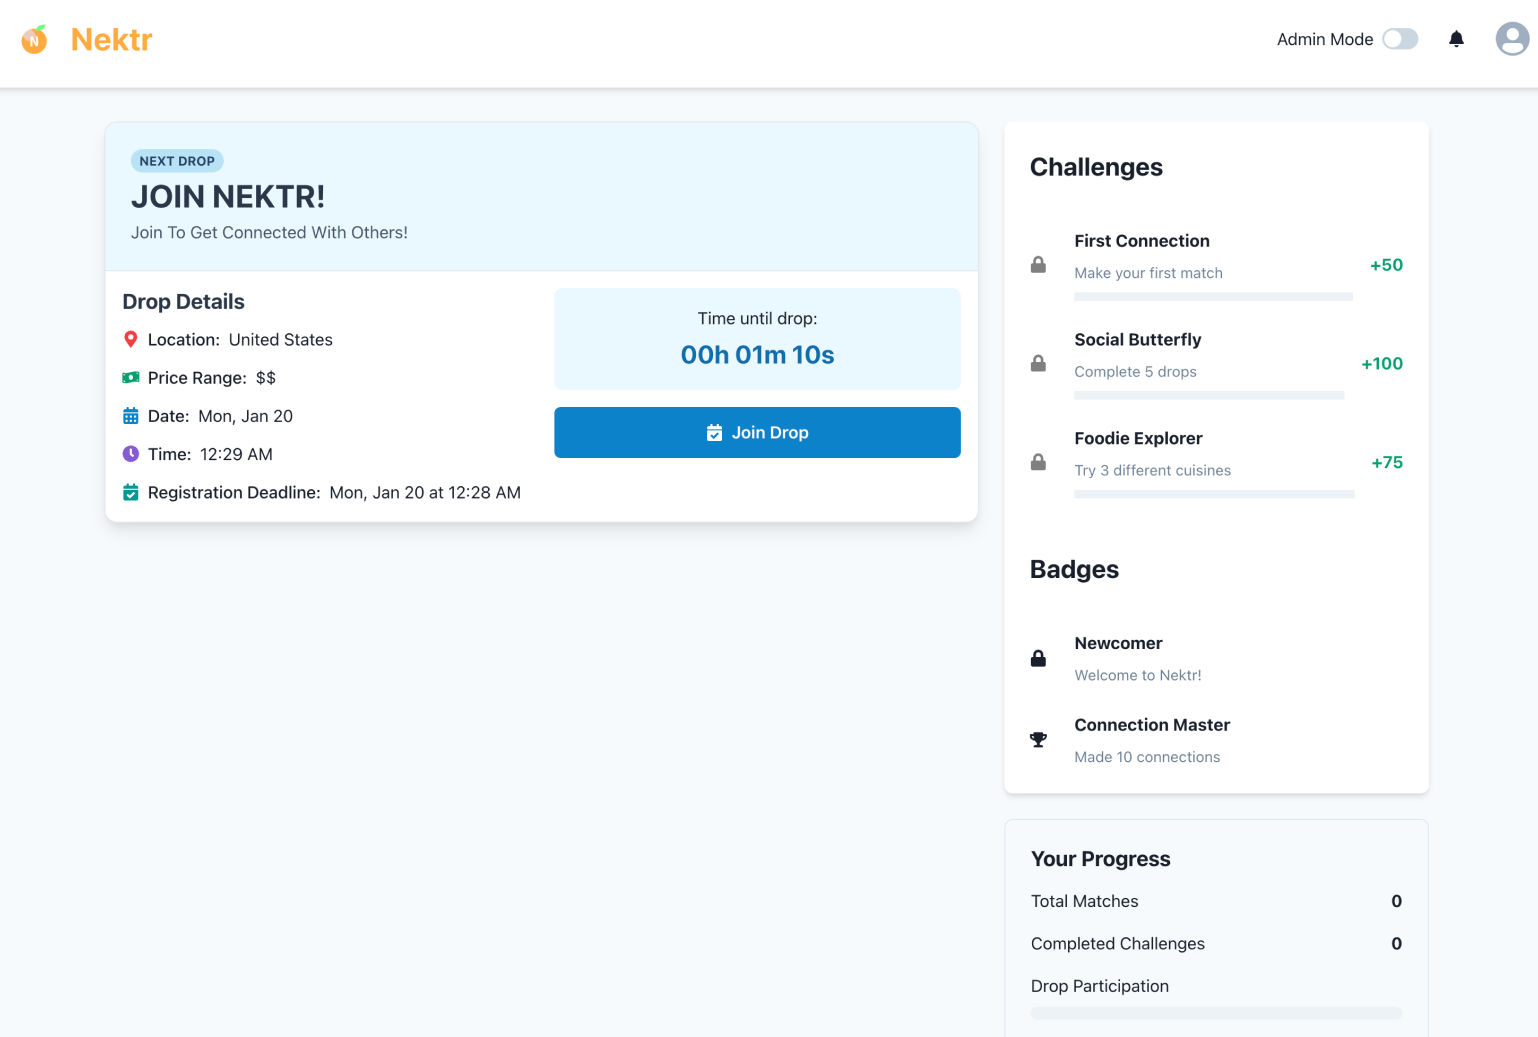 N Nektr
Admin Mode
NEXT DROP
JOIN NEKTR!
Join To Get Connected With Others!
Drop Details
Location: United States
Price Range: $$
Date: Mon, Jan 20
Time: 12:29 AM
Registration Deadline: Mon, Jan 20 at 12:28 AM
Time until drop:
00h 01m 10s
Join Drop
Challenges
First Connection
Make your first match
+50
Social Butterfly
Complete 5 drops
+100
Foodie Explorer
Try 3 different cuisines
+75
Badges
Newcomer
Welcome to Nektr!
Connection Master
Made 10 connections
Your Progress
Total Matches 0
Completed Challenges 0
Drop Participation